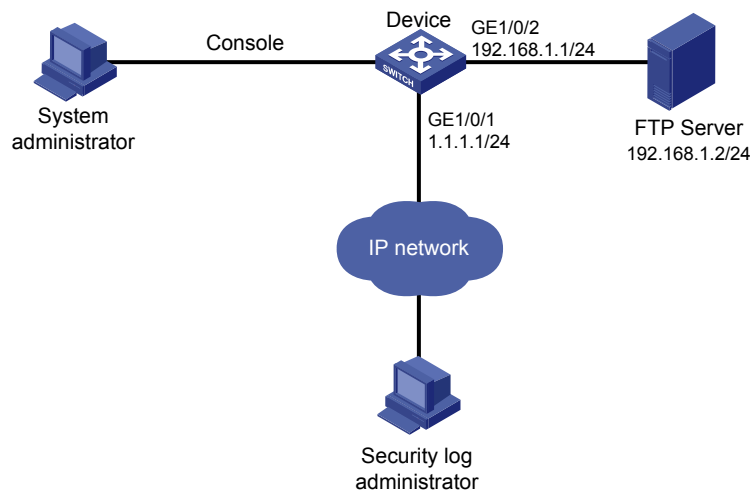 Device
Console
GE1/0/2
192.168.1.1/24
SWITCH
System
administrator
GE1/0/1
1.1.1.1/24
FTP Server
192.168.1.2/24
IP network
Security log
administrator